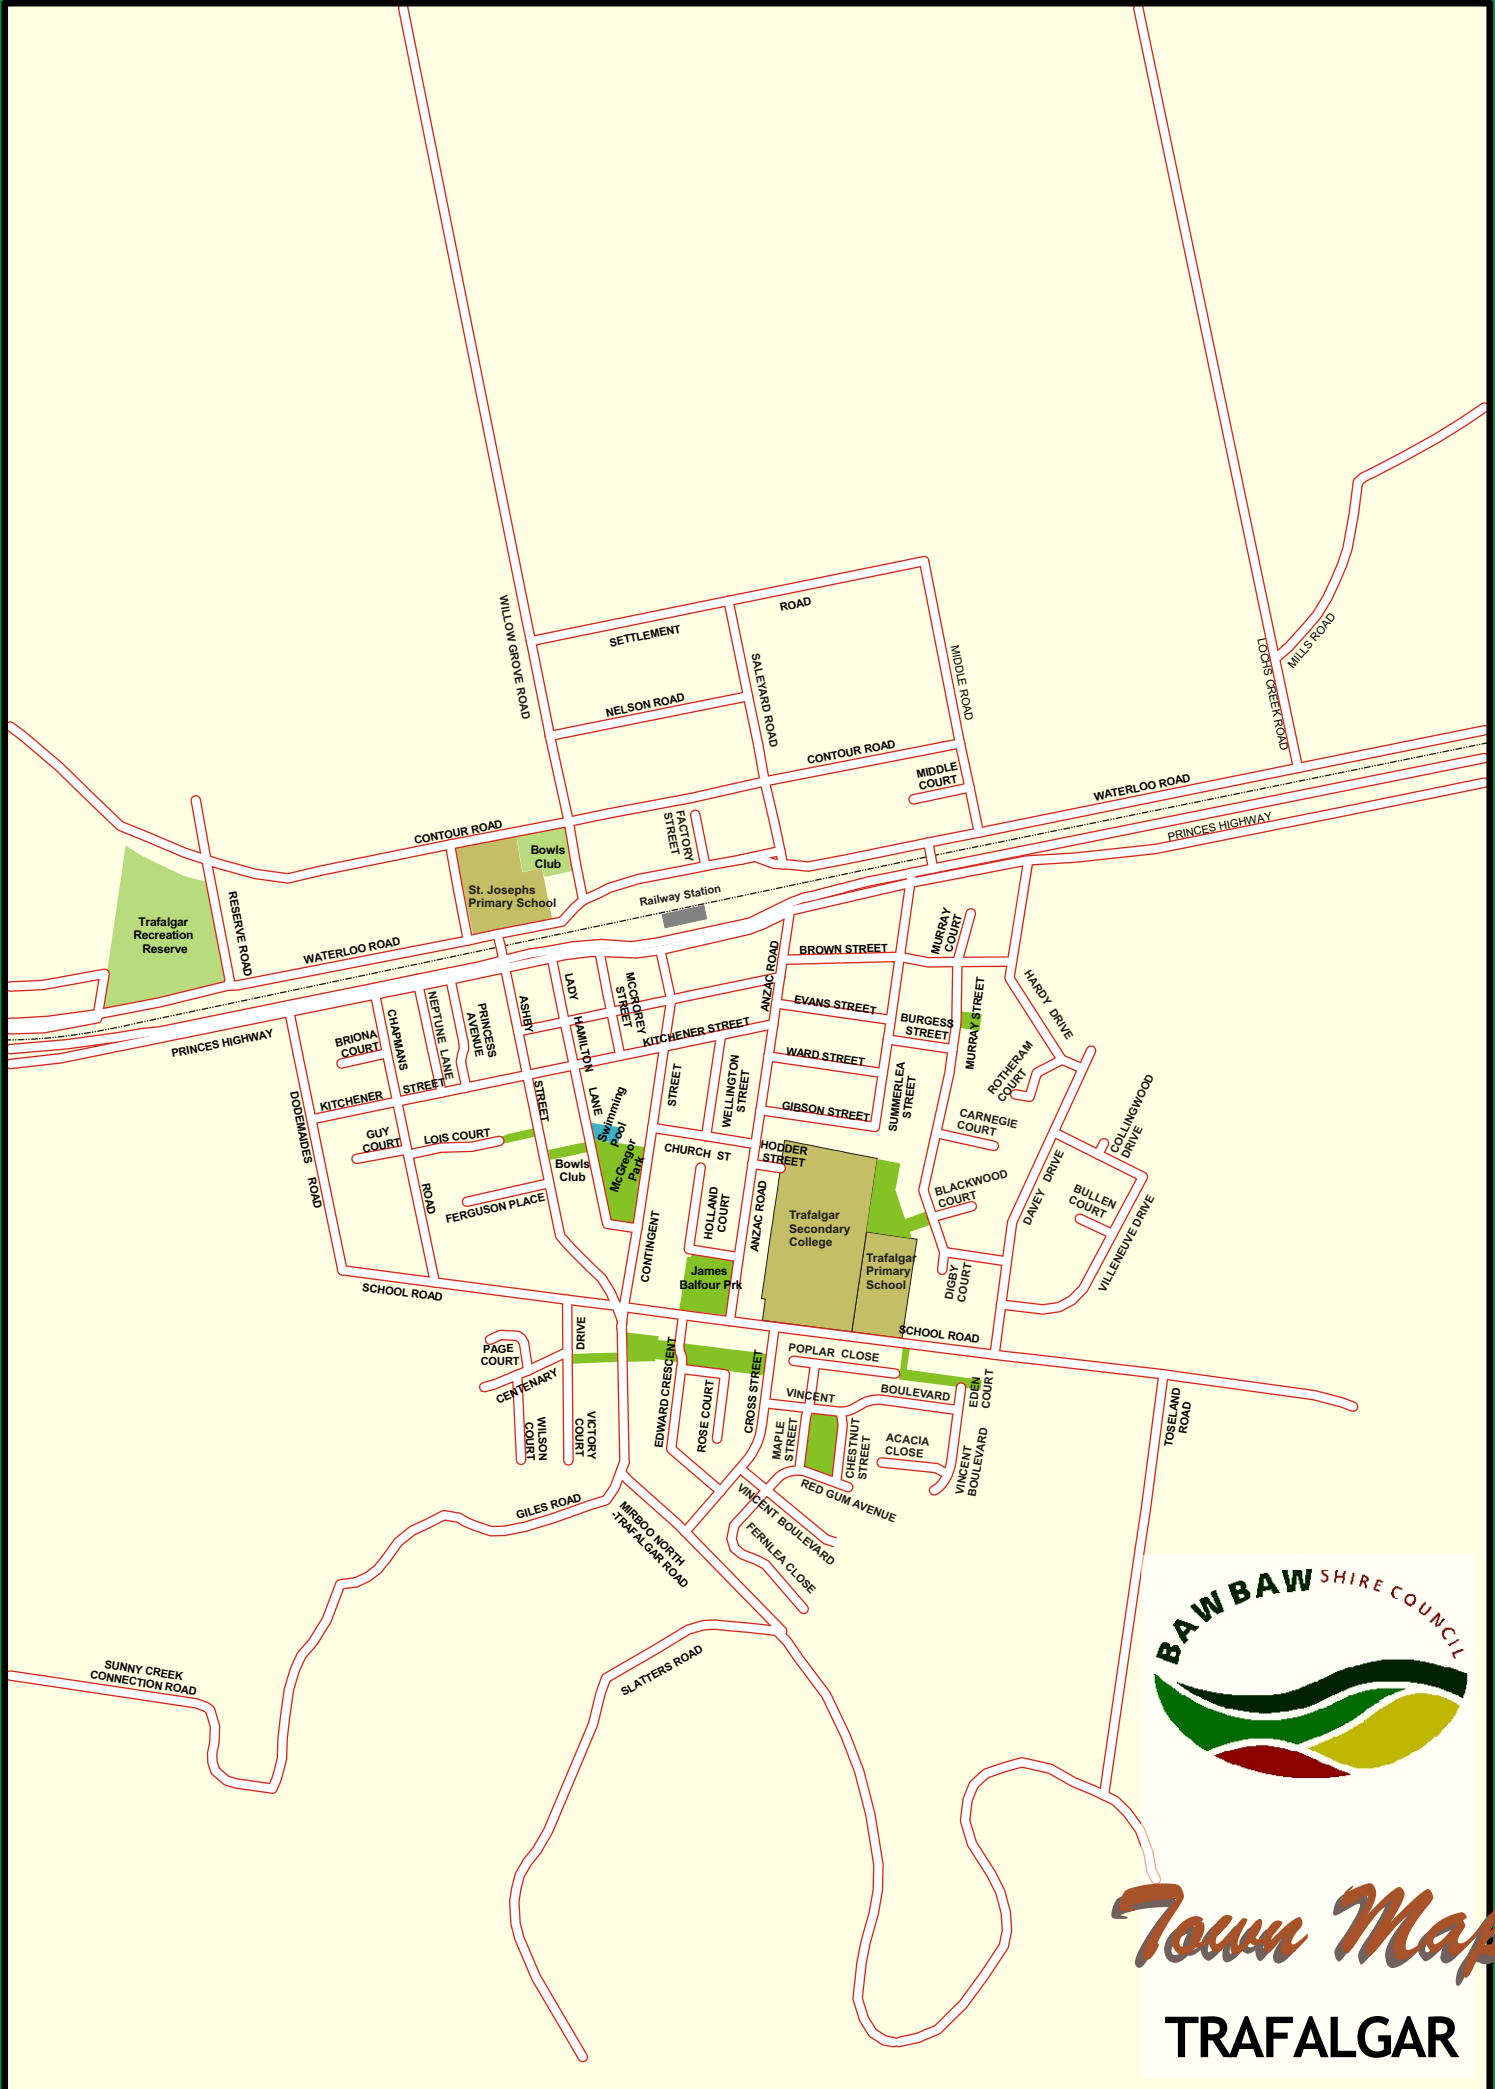 WILLOW GROVE ROAD
SETTLEMENT
ROAD
NELSON ROAD
SALEYARD ROAD
MIDDLE ROAD
LOCHS CREEK ROAD
MILLS ROAD
CONTOUR ROAD
MIDDLE
COURT
WATERLOO ROAD
PRINCES HIGHWAY
CONTOUR ROAD
FACTORY
STREET
Bowls
Club
St. Josephs
Primary School
Railway Station
Trafalgar
Recreation
Reserve
RESERVE ROAD
WATERLOO ROAD
PRINCES HIGHWAY
BROWN STREET
MURRAY
COURT
ANZAC ROAD
EVANS STREET
BURGESS
STREET
MURRAY STREET
HARDY DRIVE
LADY
HAMILTON
LANE
MCCROREY
STREET
ASHBY
STREET
PRINCESS
AVENUE
NEPTUNE LANE
CHAPMANS
ROAD
BRIONA
COURT
KITCHENER STREET
KITCHENER
STREET
DODEMAIDES
ROAD
GUY
COURT
LOIS COURT
FERGUSON PLACE
Bowls
Club
Swimming
Pool
McGregor
Park
STREET
CONTINGENT
WELLINGTON
STREET
WARD STREET
GIBSON STREET
SUMMERLEA
STREET
ROTHERAM
COURT
CARNEGIE
COURT
COLLINGWOOD
DRIVE
DAVEY DRIVE
BULLEN
COURT
VILLENEUVE DRIVE
BLACKWOOD
COURT
DIGBY
COURT
CHURCH ST
HODDER
STREET
HOLLAND
COURT
ANZAC ROAD
Trafalgar
Secondary
College
Trafalgar
Primary
School
James
Balfour Prk
SCHOOL ROAD
SCHOOL ROAD
DRIVE
PAGE
COURT
CENTENARY
WILSON
COURT
VICTORY
COURT
EDWARD CRESCENT
ROSE COURT
CROSS STREET
POPLAR CLOSE
VINCENT
BOULEVARD
EDEN
COURT
MAPLE
STREET
CHESTNUT
STREET
ACACIA
CLOSE
VINCENT
BOULEVARD
TOSELAND
ROAD
RED GUM AVENUE
VINCENT BOULEVARD
FERNLEA CLOSE
GILES ROAD
MIRBOO NORTH
-TRAFALGAR ROAD
SLATTERS ROAD
SUNNY CREEK
CONNECTION ROAD
BAW BAW SHIRE COUNCIL
Town Map
TRAFALGAR